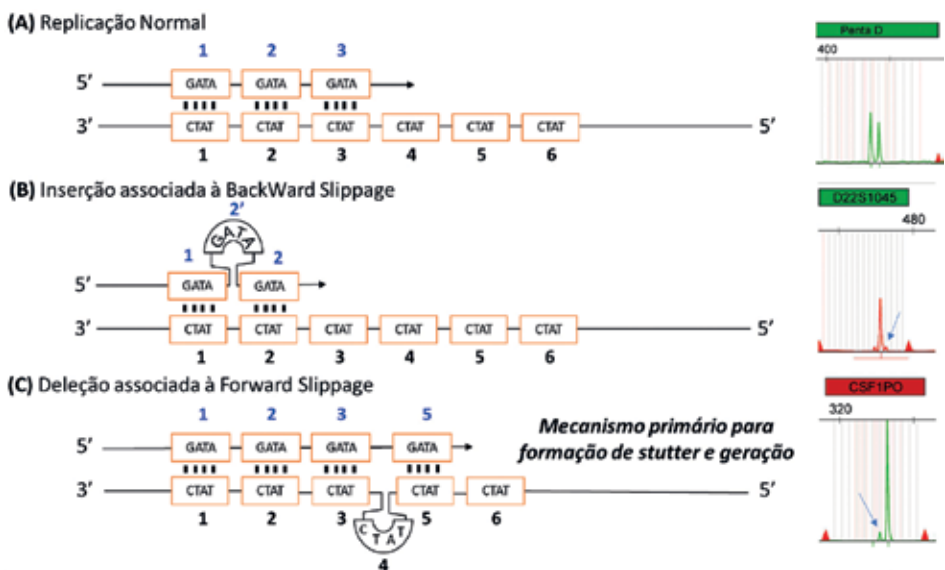 (A) Replicação Normal
1 2 3
5' GATA GATA GATA
3' CTAT CTAT CTAT CTAT CTAT CTAT 5'
1 2 3 4 5 6
Penta D
400
(B) Inserção associada à BackWard Slippage
2'
GATA
1 2
5' GATA GATA
3' CTAT CTAT CTAT CTAT CTAT CTAT 5'
1 2 3 4 5 6
D22S1045
480
(C) Deleção associada à Forward Slippage
1 2 3 5
5' GATA GATA GATA GATA
3' CTAT CTAT CTAT CTAT CTAT 5'
1 2 3 5 6
CTAT
4
Mecanismo primário para
formação de stutter e geração
CSF1PO
320